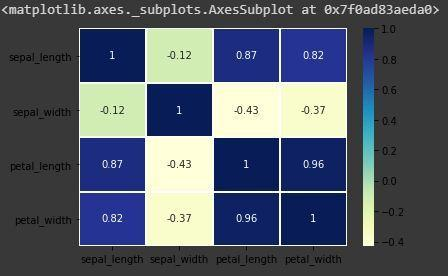 <matplotlib.axes._subplots.AxesSubplot at 0x7f0ad83aeda0>
sepal_length 1 -0.12 0.87 0.82
sepal_width -0.12 1 -0.43 -0.37
petal_length 0.87 -0.43 1 0.96
petal_width 0.82 -0.37 0.96 1
sepal_length sepal_width petal_length petal_width
1.0
0.8
0.6
0.4
0.2
0.0
−0.2
−0.4